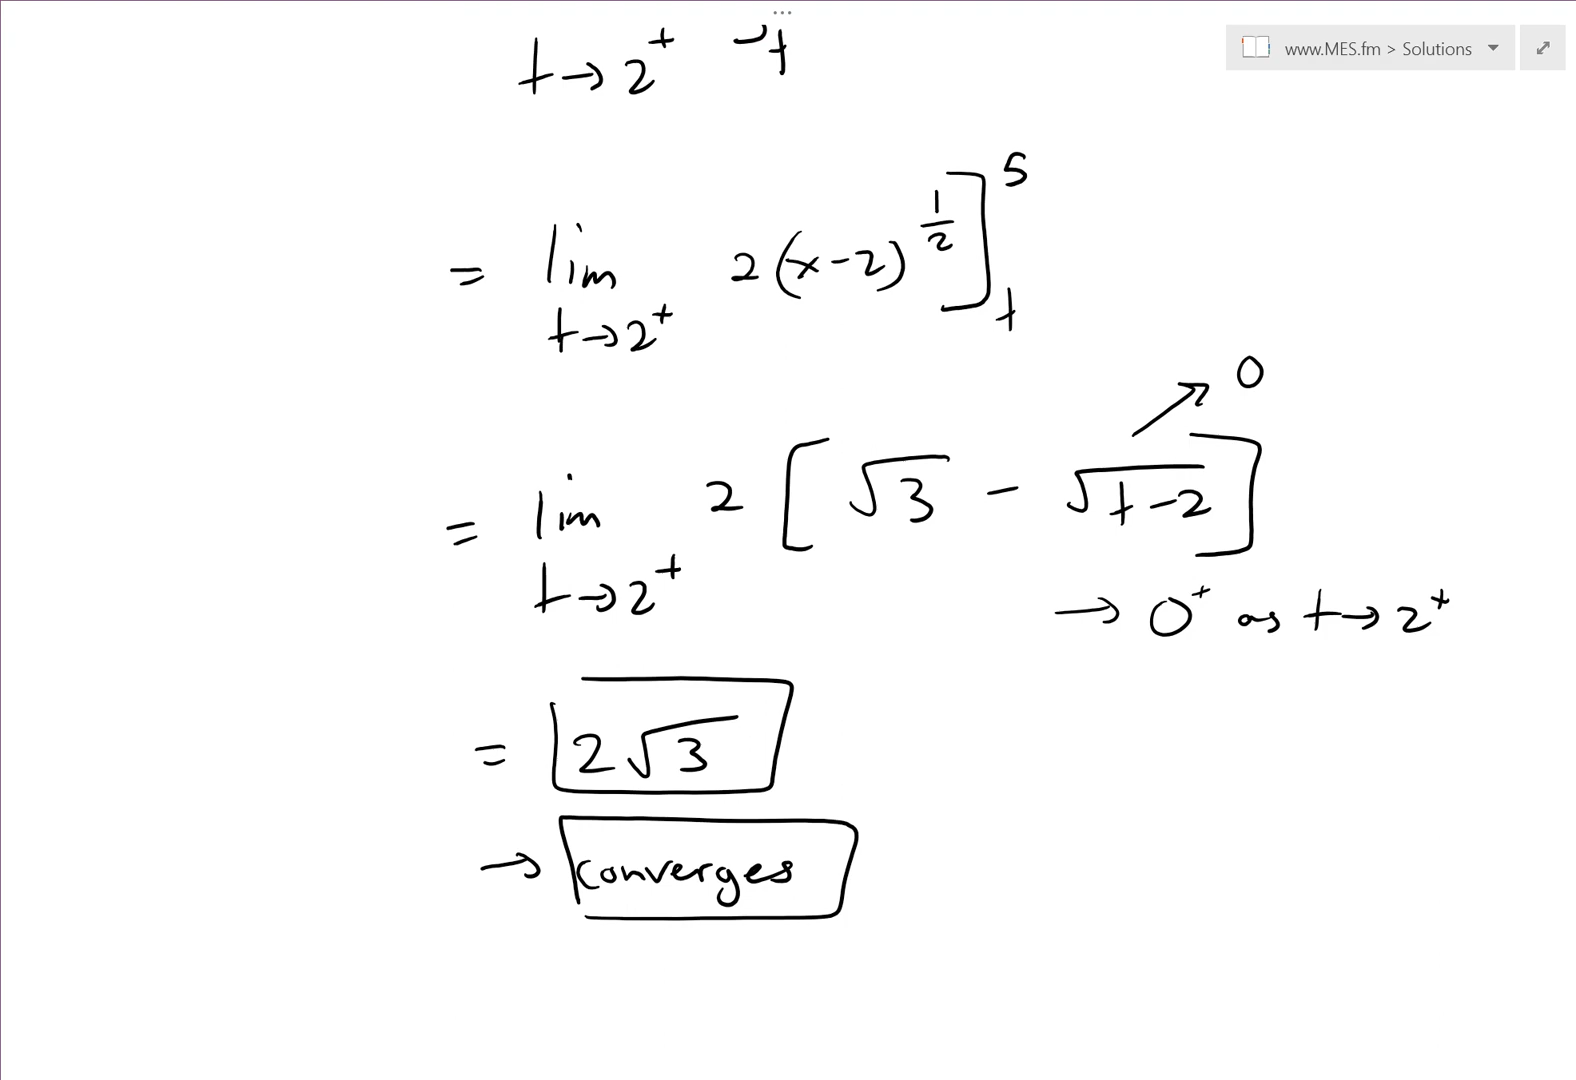 www.MES.fm > Solutions
t → 2⁺ t
= lim 2(x-2)^(1/2) ]_t^5
t → 2⁺
0
= lim 2 [ √3 - √(t-2) ]
t → 2⁺
→ 0⁺ as t → 2⁺
= 2√3
→ converges